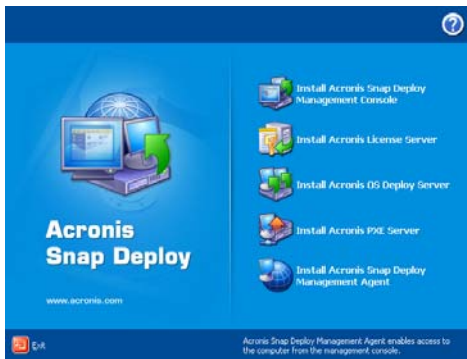 ?
Install Acronis Snap Deploy
Management Console
Install Acronis License Server
Install Acronis OS Deploy Server
Install Acronis PXE Server
Install Acronis Snap Deploy
Management Agent
Acronis
Snap Deploy
www.acronis.com
Exit
Acronis Snap Deploy Management Agent enables access to
the computer from the management console.